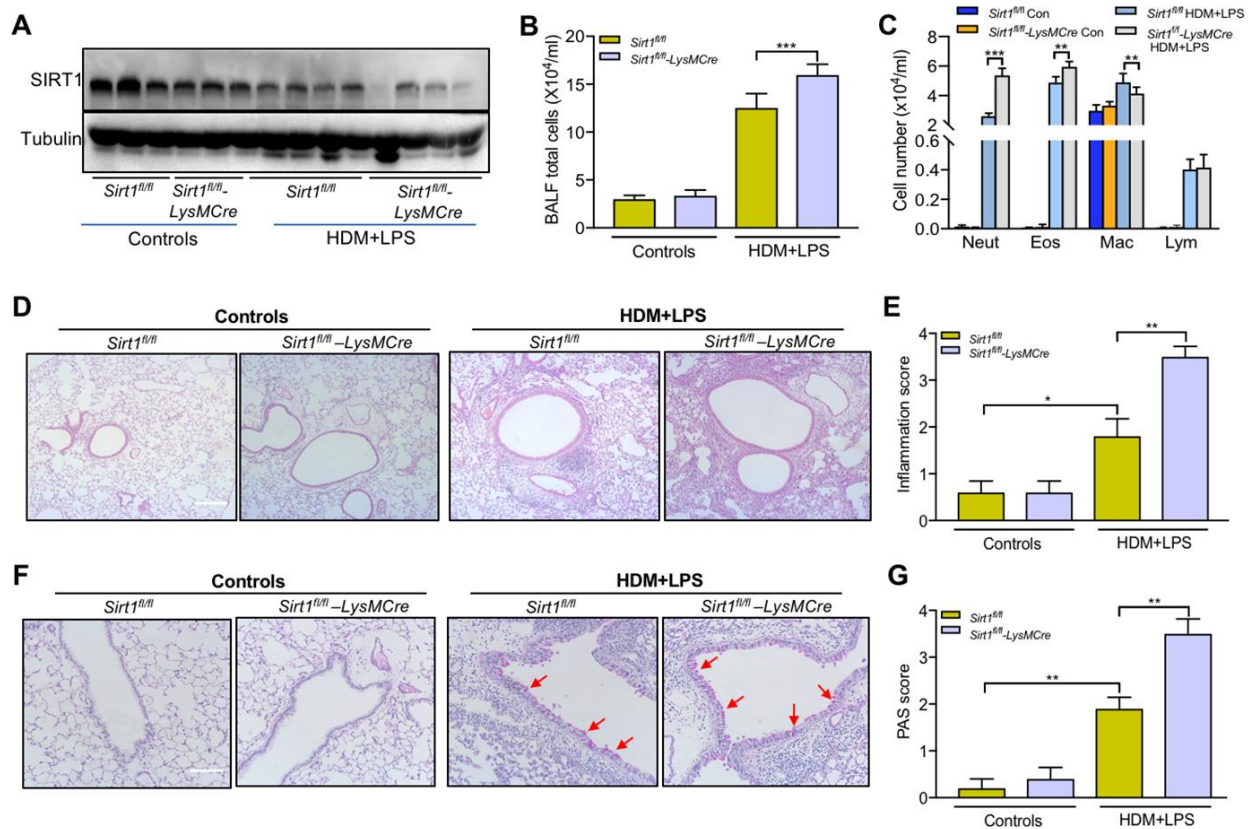 A
SIRT1
Tubulin
Sirt1fl/fl
Sirt1fl/fl-
LysMCre
Sirt1fl/fl
Sirt1fl/fl-
LysMCre
Controls
HDM+LPS
B
Sirt1fl/fl
Sirt1fl/fl-LysMCre
BALF total cells (X10^4/ml)
20
15
10
5
0
***
Controls
HDM+LPS
C
Sirt1fl/fl Con
Sirt1fl/fl-LysMCre Con
Sirt1fl/fl HDM+LPS
Sirt1f/f-LysMCre
HDM+LPS
Cell number (x10^4/ml)
8
6
4
2
0.6
0.4
0.2
0.0
***
**
**
Neut
Eos
Mac
Lym
D
Controls
HDM+LPS
Sirt1fl/fl
Sirt1fl/fl –LysMCre
Sirt1fl/fl
Sirt1fl/fl –LysMCre
E
Sirt1fl/fl
Sirt1fl/fl-LysMCre
Inflammation score
4
3
2
1
0
*
**
Controls
HDM+LPS
F
Controls
HDM+LPS
Sirt1fl/fl
Sirt1fl/fl –LysMCre
Sirt1fl/fl
Sirt1fl/fl –LysMCre
G
Sirt1fl/fl
Sirt1fl/fl-LysMCre
PAS score
4
3
2
1
0
**
**
Controls
HDM+LPS